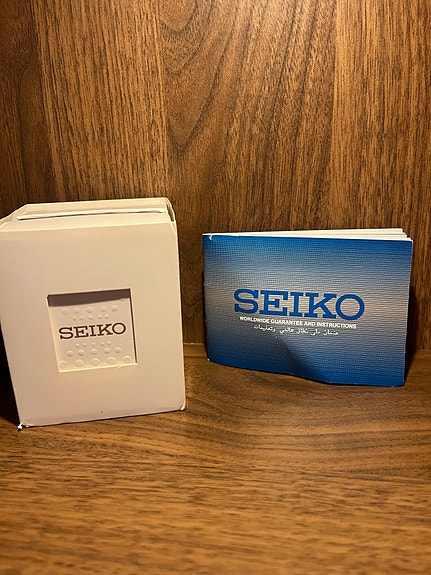 SEIKO
SEIKO
WORLDWIDE GUARANTEE AND INSTRUCTIONS
ضمان على نطاق عالمي وتعليمات